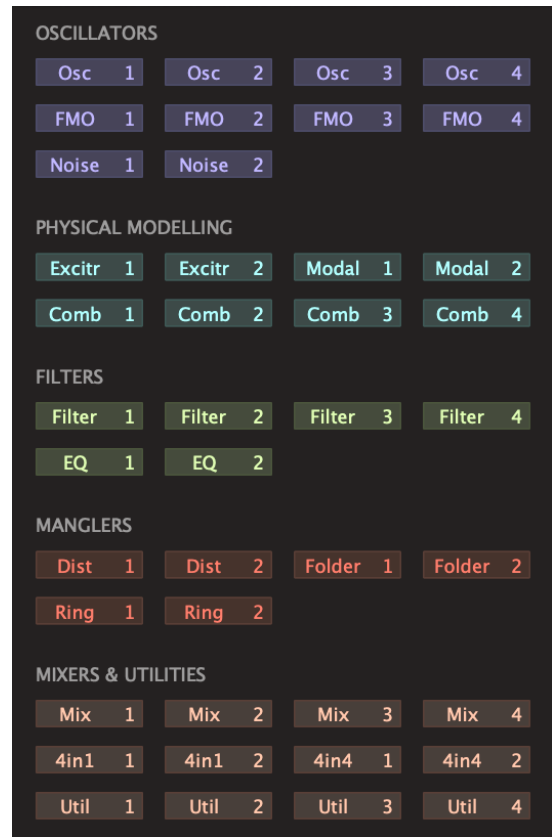 OSCILLATORS
Osc 1 Osc 2 Osc 3 Osc 4
FMO 1 FMO 2 FMO 3 FMO 4
Noise 1 Noise 2
PHYSICAL MODELLING
Excitr 1 Excitr 2 Modal 1 Modal 2
Comb 1 Comb 2 Comb 3 Comb 4
FILTERS
Filter 1 Filter 2 Filter 3 Filter 4
EQ 1 EQ 2
MANGLERS
Dist 1 Dist 2 Folder 1 Folder 2
Ring 1 Ring 2
MIXERS & UTILITIES
Mix 1 Mix 2 Mix 3 Mix 4
4in1 1 4in1 2 4in4 1 4in4 2
Util 1 Util 2 Util 3 Util 4